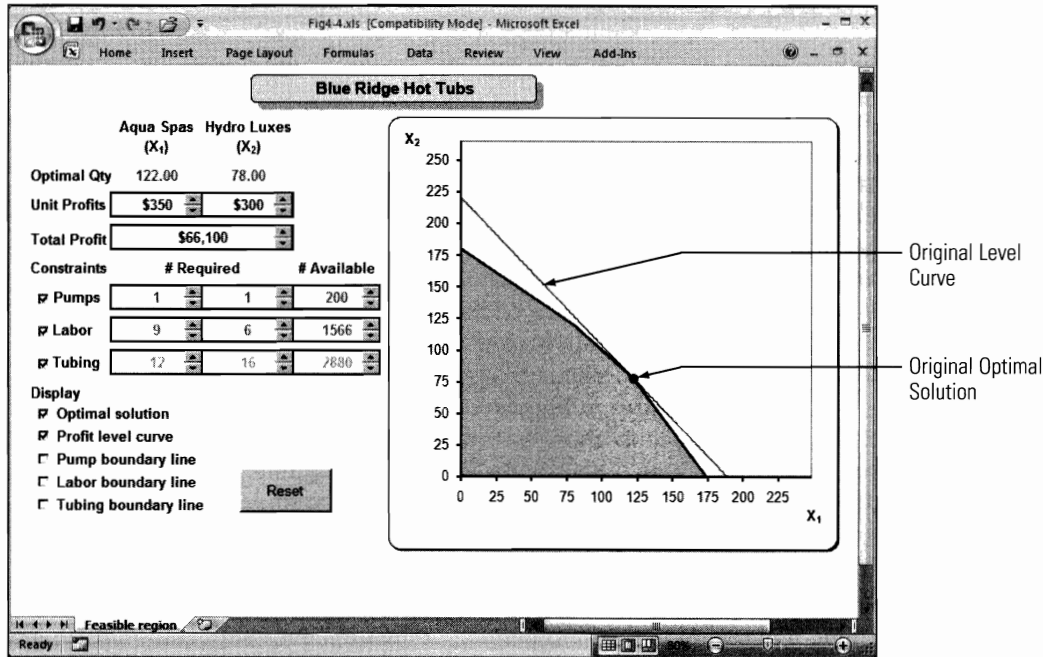 Fig4-4.xls [Compatibility Mode] - Microsoft Excel
Home Insert Page Layout Formulas Data Review View Add-Ins
Blue Ridge Hot Tubs
Aqua Spas Hydro Luxes
(X₁) (X₂)
Optimal Qty 122.00 78.00
Unit Profits $350 $300
Total Profit $66,100
Constraints # Required # Available
Pumps 1 1 200
Labor 9 6 1566
Tubing 12 16 2880
Display
Optimal solution
Profit level curve
Pump boundary line
Labor boundary line
Tubing boundary line
Reset
X₂
250
225
200
175
150
125
100
75
50
25
0
0 25 50 75 100 125 150 175 200 225
X₁
Original Level
Curve
Original Optimal
Solution
Feasible region
Ready 80%